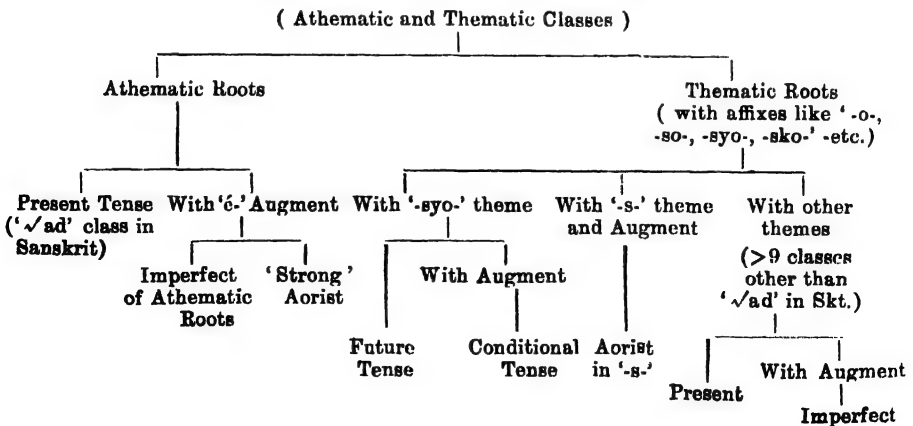 ( Athematic and Thematic Classes )
Athematic Roots
Thematic Roots
( with affixes like ‘ -o-,
-so-, -syo-, -sko-’ -etc.)
Present Tense
(‘√ad’ class in
Sanskrit)
With ‘é-’ Augment
Imperfect
of Athematic
Roots
‘Strong’
Aorist
With ‘-syo-’ theme
Future
Tense
With Augment
Conditional
Tense
With ‘-s-’ theme
and Augment
Aorist
in ‘-s-’
With other
themes
(>9 classes
other than
‘√ad’ in Skt.)
Present
With Augment
Imperfect